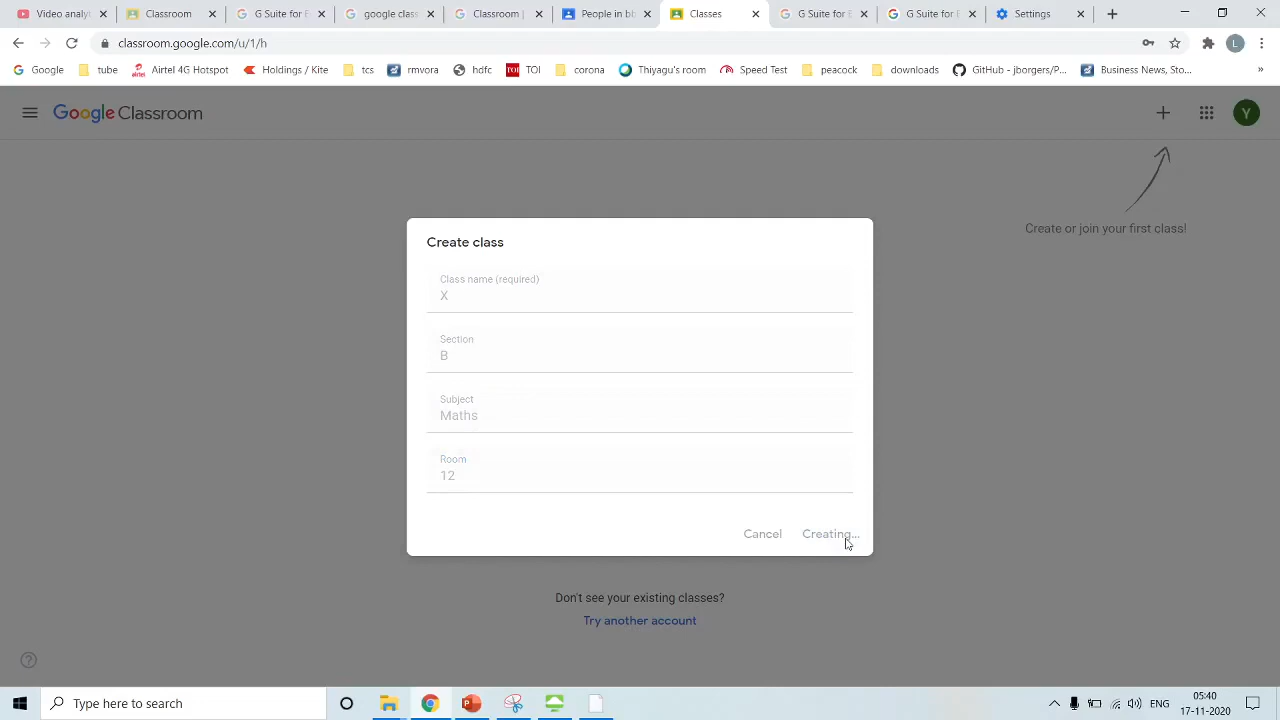 Video analyt
Classroom
G Suite for E
google class
Classroom |
People in bb
Classes
G Suite for S
G Suite for E
Settings
classroom.google.com/u/1/h
L
Google
tube
airtel
Airtel 4G Hotspot
Holdings / Kite
tcs
rmvora
hdfc
TOI
TOI
corona
Thiyagu's room
Speed Test
peacock
downloads
GitHub - jborgers/P...
Business News, Sto...
»
Google Classroom
Y
Create or join your first class!
Create class
Class name (required)
X
Section
B
Subject
Maths
Room
12
Cancel
Creating...
Don't see your existing classes?
Try another account
Type here to search
ENG
05:40
17-11-2020